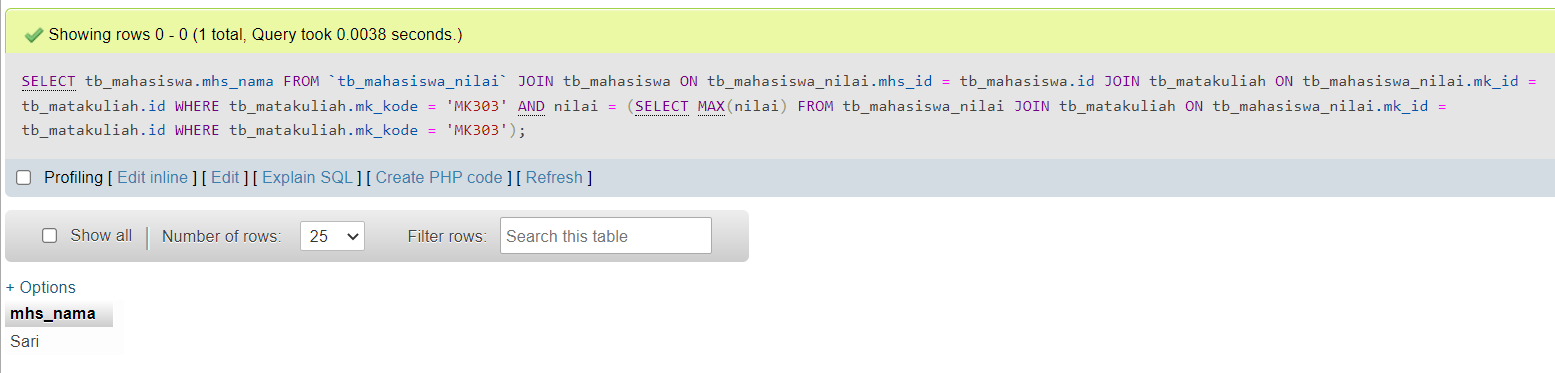 Showing rows 0 - 0 (1 total, Query took 0.0038 seconds.)
SELECT tb_mahasiswa.mhs_nama FROM `tb_mahasiswa_nilai` JOIN tb_mahasiswa ON tb_mahasiswa_nilai.mhs_id = tb_mahasiswa.id JOIN tb_matakuliah ON tb_mahasiswa_nilai.mk_id =
tb_matakuliah.id WHERE tb_matakuliah.mk_kode = 'MK303' AND nilai = (SELECT MAX(nilai) FROM tb_mahasiswa_nilai JOIN tb_matakuliah ON tb_mahasiswa_nilai.mk_id =
tb_matakuliah.id WHERE tb_matakuliah.mk_kode = 'MK303');
Profiling [ Edit inline ] [ Edit ] [ Explain SQL ] [ Create PHP code ] [ Refresh ]
Show all | Number of rows: 25 Filter rows: Search this table
+ Options
mhs_nama
Sari